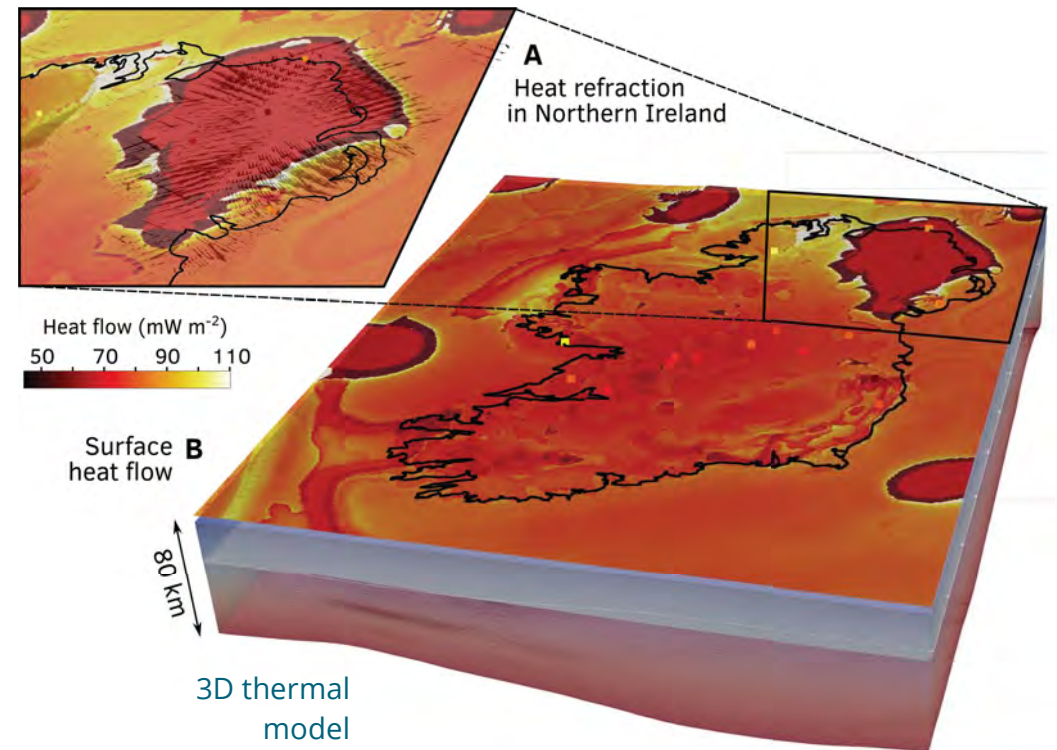 A
Heat refraction
in Northern Ireland
Heat flow (mW m⁻²)
50 70 90 110
Surface B
heat flow
80 km
3D thermal
model